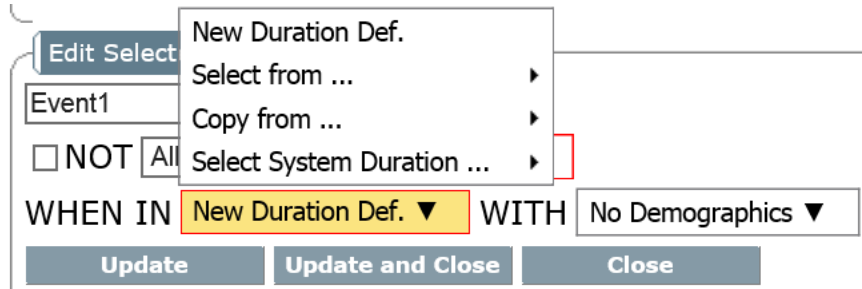 New Duration Def.
Edit Select
Select from ...
Event1
Copy from ...
NOT All
Select System Duration ...
WHEN IN New Duration Def. ▼ WITH No Demographics ▼
Update Update and Close Close